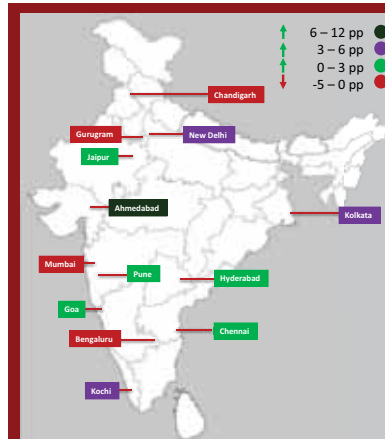 6 – 12 pp
3 – 6 pp
0 – 3 pp
-5 – 0 pp
Chandigarh
Gurugram
New Delhi
Jaipur
Ahmedabad
Kolkata
Mumbai
Pune
Hyderabad
Goa
Chennai
Bengaluru
Kochi